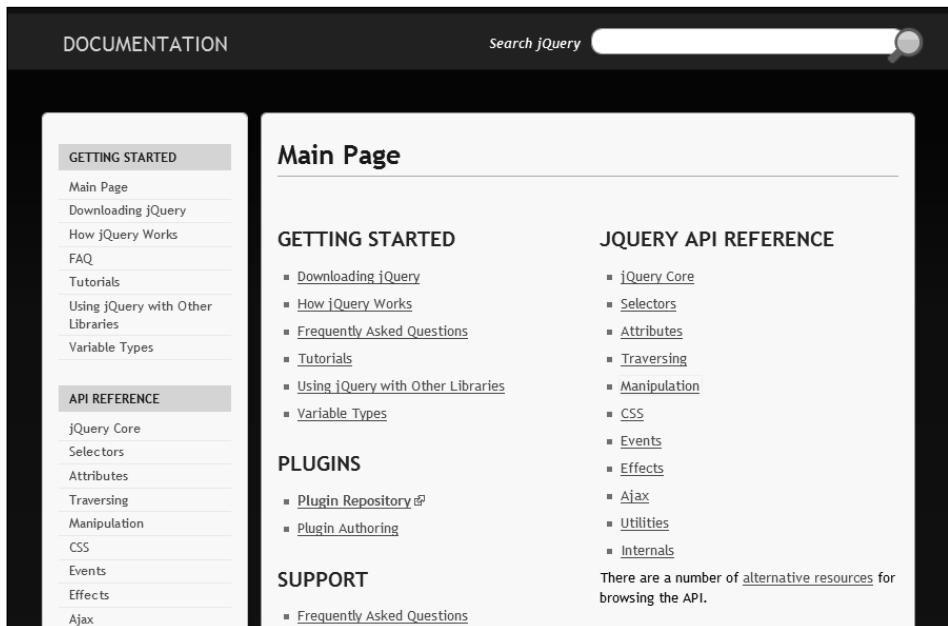 DOCUMENTATION
Search jQuery
GETTING STARTED
Main Page
Downloading jQuery
How jQuery Works
FAQ
Tutorials
Using jQuery with Other
Libraries
Variable Types
API REFERENCE
jQuery Core
Selectors
Attributes
Traversing
Manipulation
CSS
Events
Effects
Ajax
Main Page
GETTING STARTED
Downloading jQuery
How jQuery Works
Frequently Asked Questions
Tutorials
Using jQuery with Other Libraries
Variable Types
PLUGINS
Plugin Repository
Plugin Authoring
SUPPORT
Frequently Asked Questions
JQUERY API REFERENCE
jQuery Core
Selectors
Attributes
Traversing
Manipulation
CSS
Events
Effects
Ajax
Utilities
Internals
There are a number of alternative resources for
browsing the API.